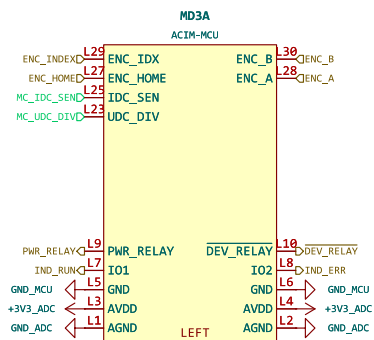 MD3A
ACIM-MCU
ENC_INDEX L29 ENC_IDX ENC_B L30 ENC_B
ENC_HOME L27 ENC_HOME ENC_A L28 ENC_A
MC_IDC_SEN L25 IDC_SEN
MC_UDC_DIV L23 UDC_DIV
PWR_RELAY L9 PWR_RELAY DEV_RELAY L10 DEV_RELAY
IND_RUN L7 IO1 IO2 L8 IND_ERR
GND_MCU L5 GND GND L6 GND_MCU
+3V3_ADC L3 AVDD AVDD L4 +3V3_ADC
GND_ADC L1 AGND AGND L2 GND_ADC
LEFT